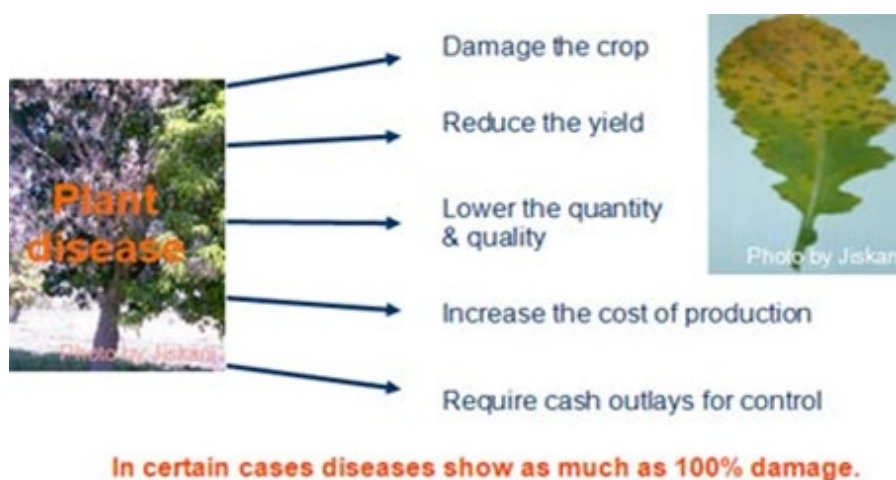 Damage the crop
Reduce the yield
Plant
disease
Lower the quantity
& quality
Photo by Jiskani
Increase the cost of production
Photo by Jiskani
Require cash outlays for control
In certain cases diseases show as much as 100% damage.